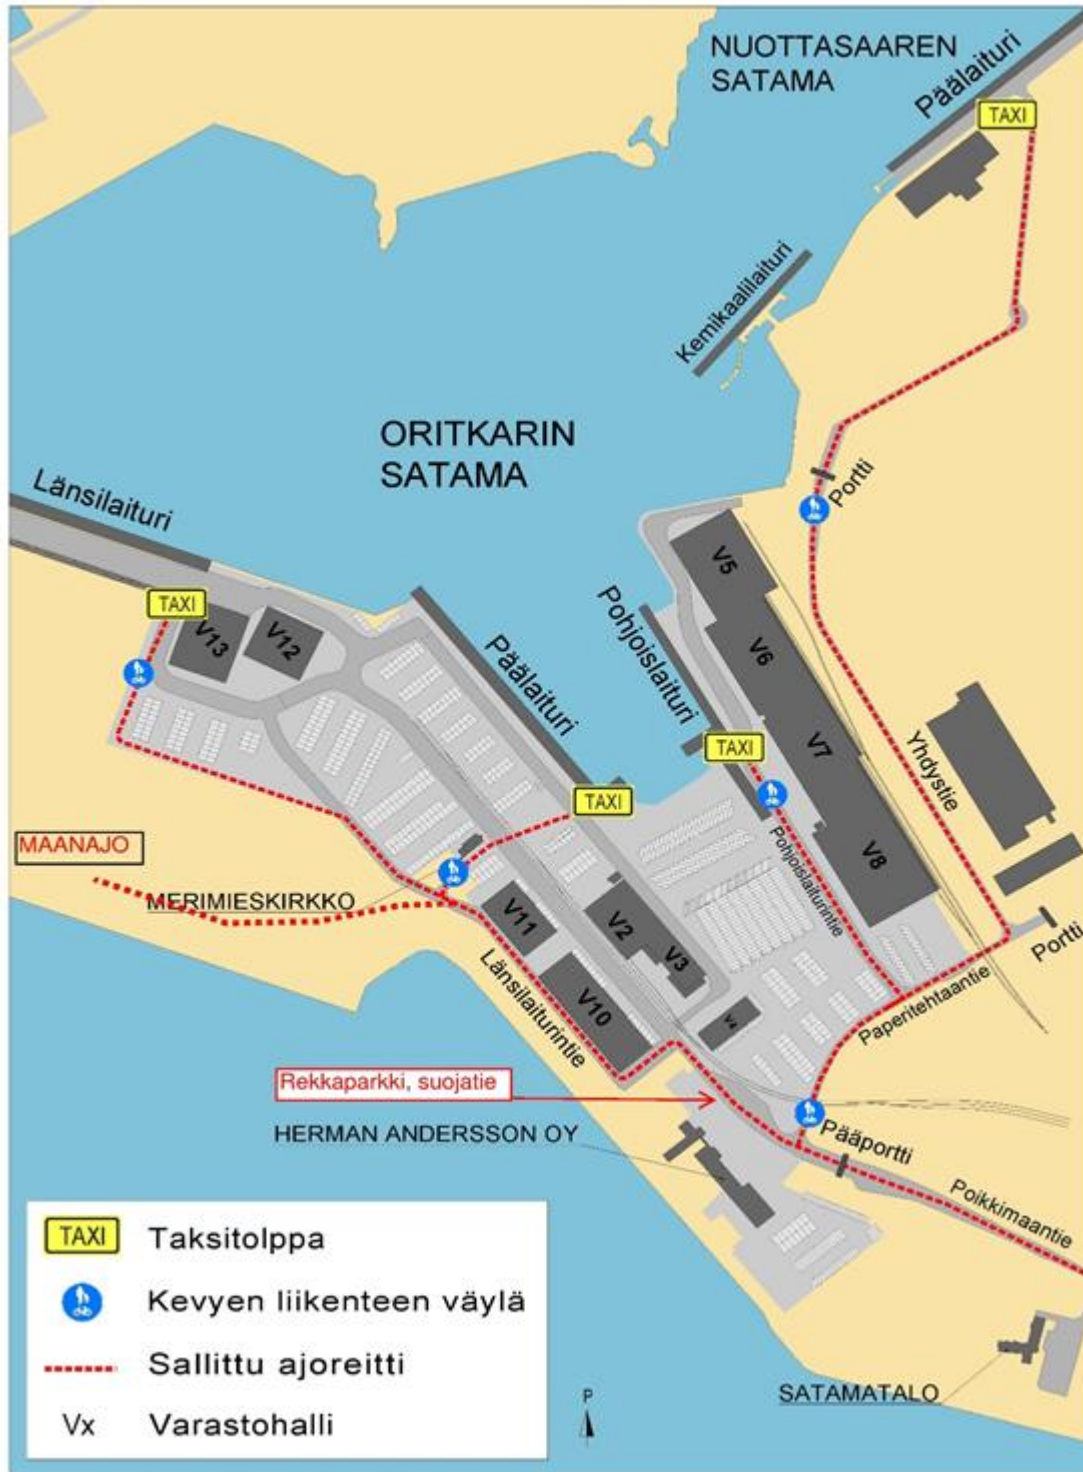 NUOTTASAAREN
SATAMA
Päälaituri
TAXI
Kemikaalilaituri
ORITKARIN
SATAMA
Portti
Länsilaituri
TAXI
V13
V12
Päälaituri
Pohjoislaituri
V5
V6
V7
V8
TAXI
TAXI
Yhdystie
Pohjoislaiturintie
MAANAJO
MERIMIESKIRKKO
V11
V2
V3
V10
V4
Länsilaiturintie
Portti
Paperitehtaantie
Rekkaparkki, suojatie
HERMAN ANDERSSON OY
Pääportti
Poikkimaantie
TAXI Taksitolppa
Kevyen liikenteen väylä
Sallittu ajoreitti
Vx Varastohalli
P
SATAMATALO